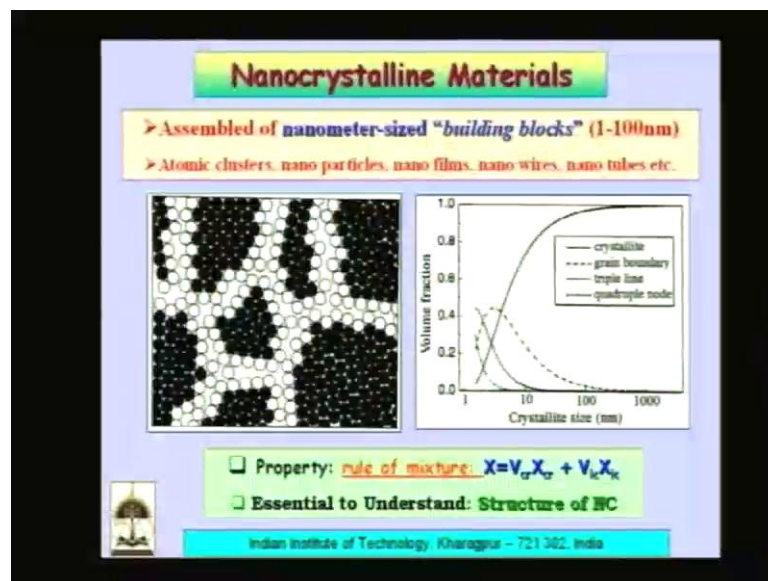 Nanocrystalline Materials
➢Assembled of nanometer-sized "building blocks" (1-100nm)
➢Atomic clusters, nano particles, nano films, nano wires, nano tubes etc.
1.0
0.8
0.6
0.4
0.2
0.0
Volume fraction
crystallite
grain boundary
triple line
quadruple node
1 10 100 1000
Crystallite size (nm)
❑ Property: rule of mixture: X=VcrXcr + VicXic
❑ Essential to Understand: Structure of NC
Indian Institute of Technology, Kharagpur – 721 302, India